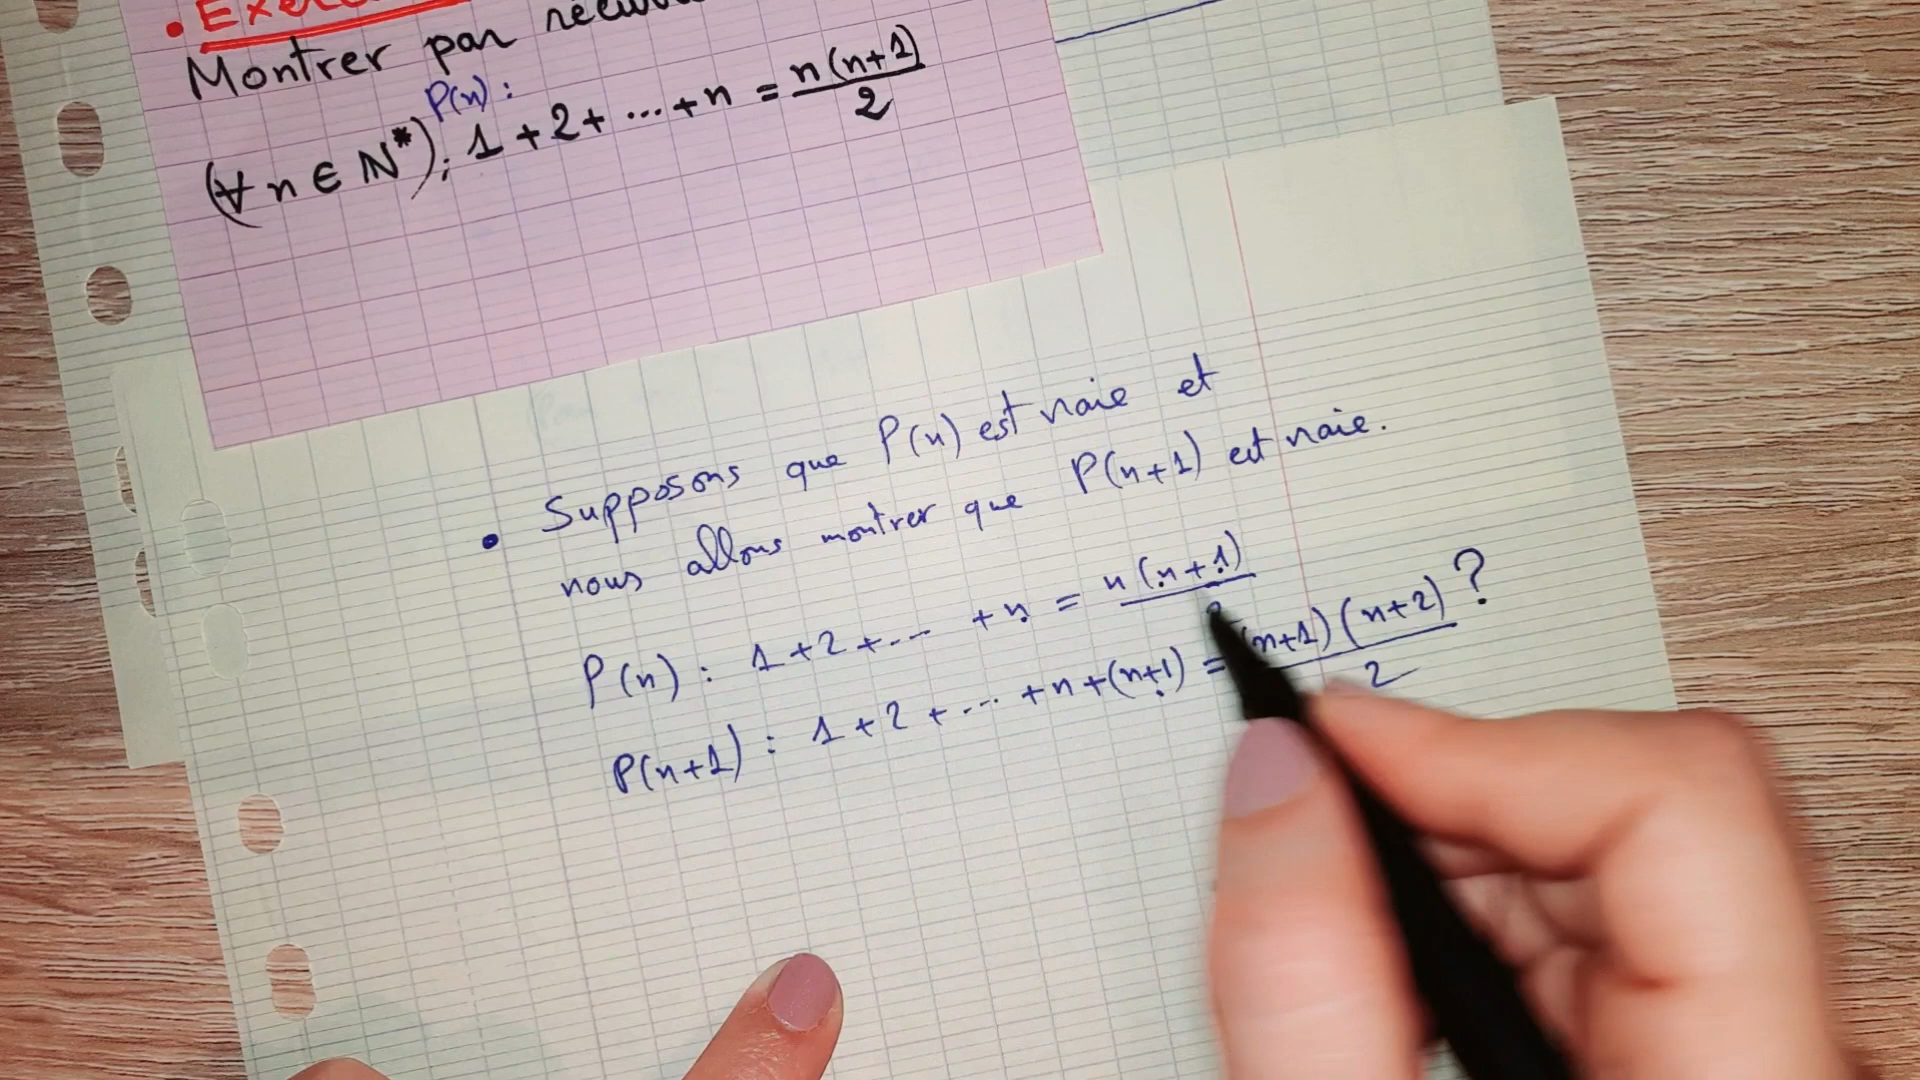 Montrer par
P(n) :
(∀ n ∈ N*) ; 1 + 2 + ... + n = n(n+1)/2
• Supposons que P(n) est vraie et
nous allons montrer que P(n+1) est vraie.
P(n) : 1 + 2 + ... + n = n(n+1)/2
P(n+1) : 1 + 2 + ... + n + (n+1) = (n+1)(n+2)/2 ?